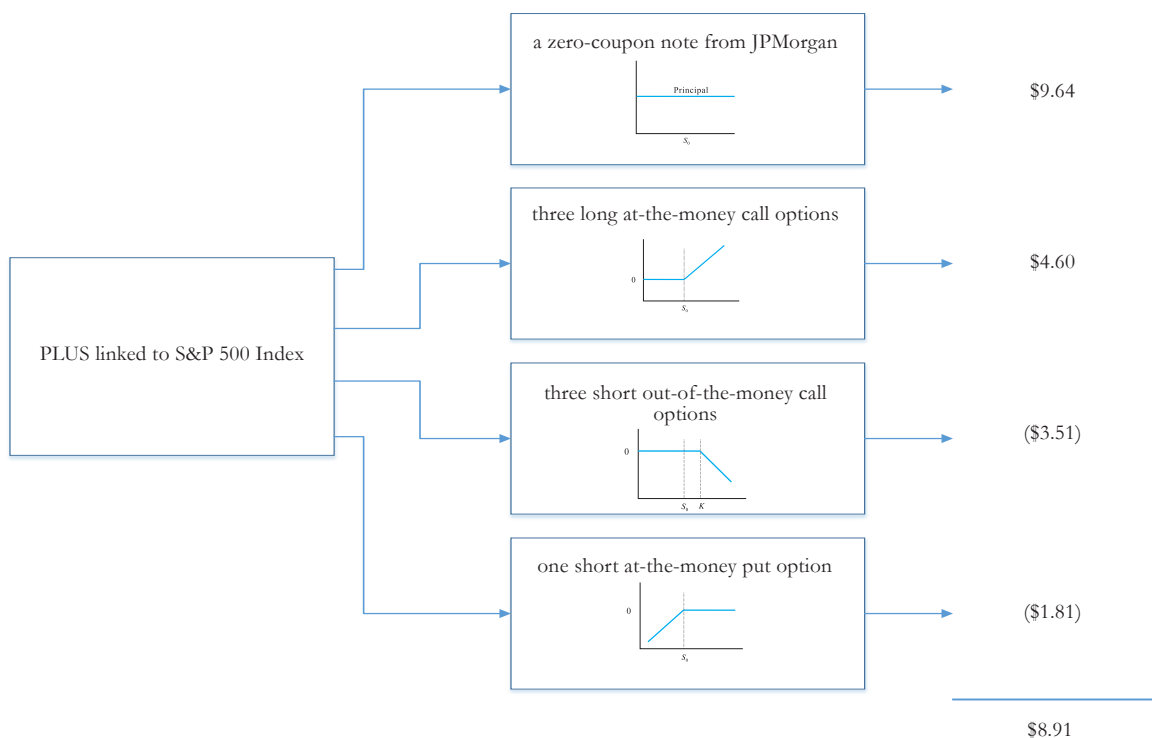 a zero-coupon note from JPMorgan
Principal
S₀
$9.64
three long at-the-money call options
0
S₀
$4.60
PLUS linked to S&P 500 Index
three short out-of-the-money call
options
0
S₀ K
($3.51)
one short at-the-money put option
0
S₀
($1.81)
$8.91